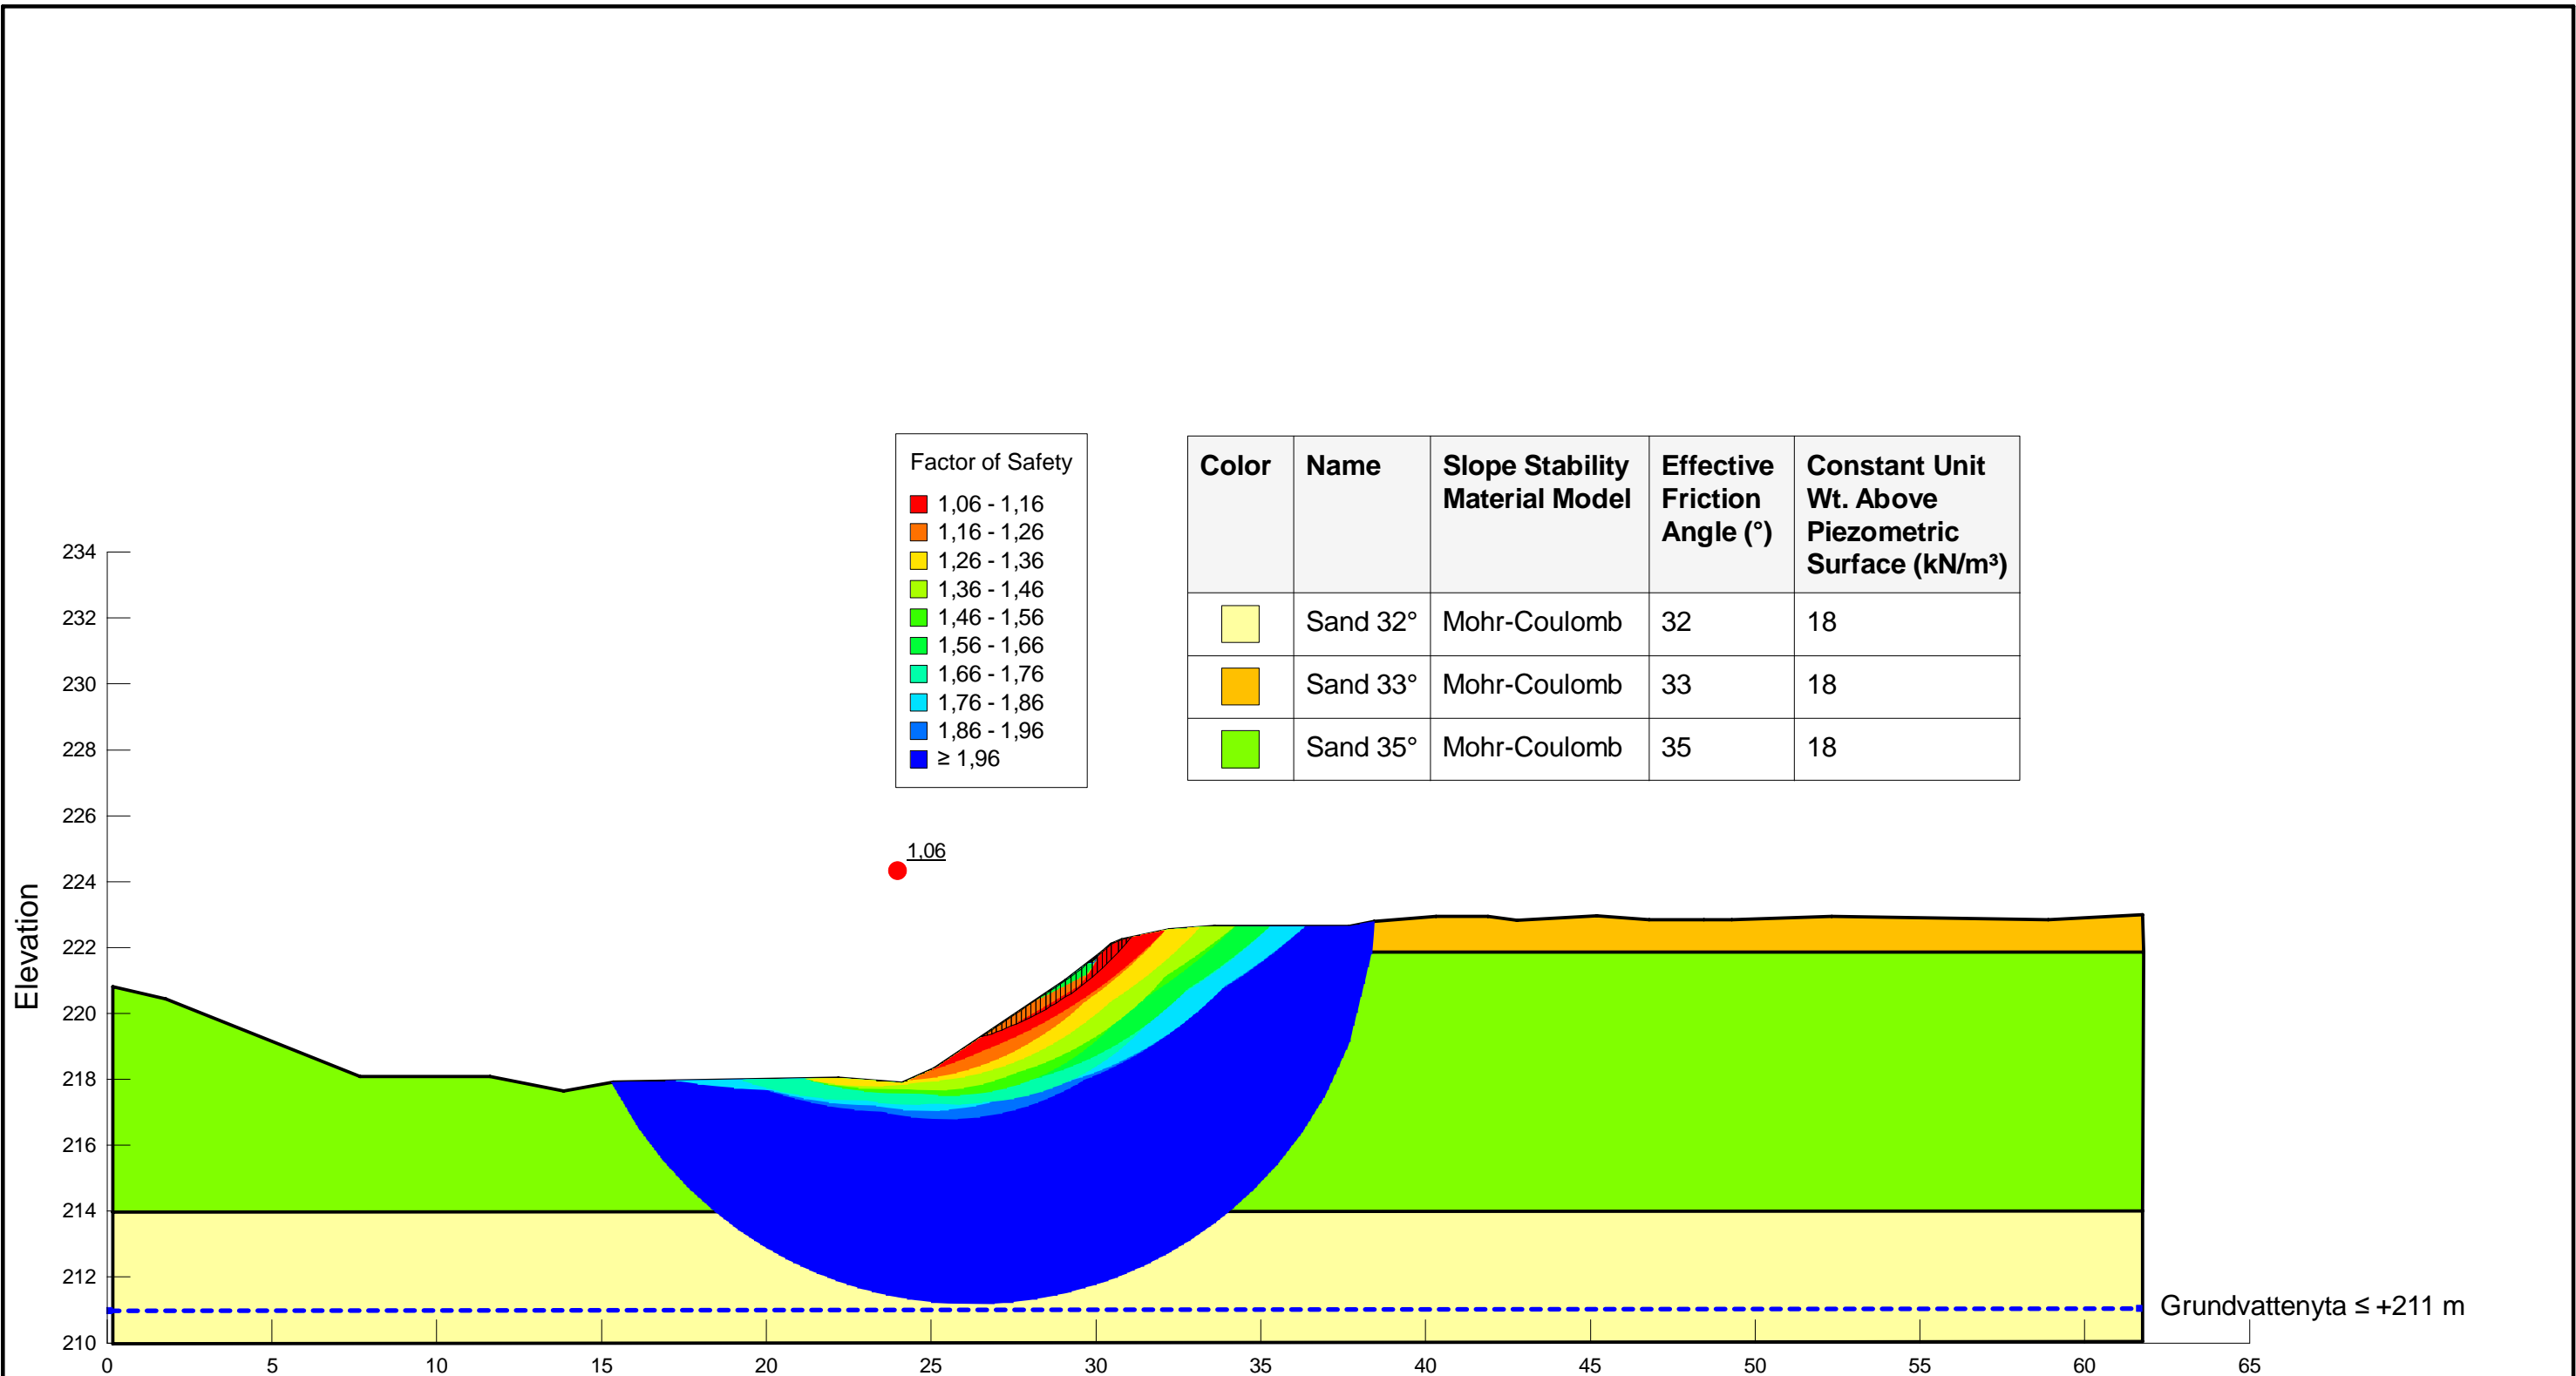 Factor of Safety
1,06 - 1,16
1,16 - 1,26
1,26 - 1,36
1,36 - 1,46
1,46 - 1,56
1,56 - 1,66
1,66 - 1,76
1,76 - 1,86
1,86 - 1,96
≥ 1,96
Color Name Slope Stability Material Model Effective Friction Angle (°) Constant Unit Wt. Above Piezometric Surface (kN/m³)
Sand 32° Mohr-Coulomb 32 18
Sand 33° Mohr-Coulomb 33 18
Sand 35° Mohr-Coulomb 35 18
1,06
Elevation
234
232
230
228
226
224
222
220
218
216
214
212
210
Grundvattenyta ≤ +211 m
0 5 10 15 20 25 30 35 40 45 50 55 60 65